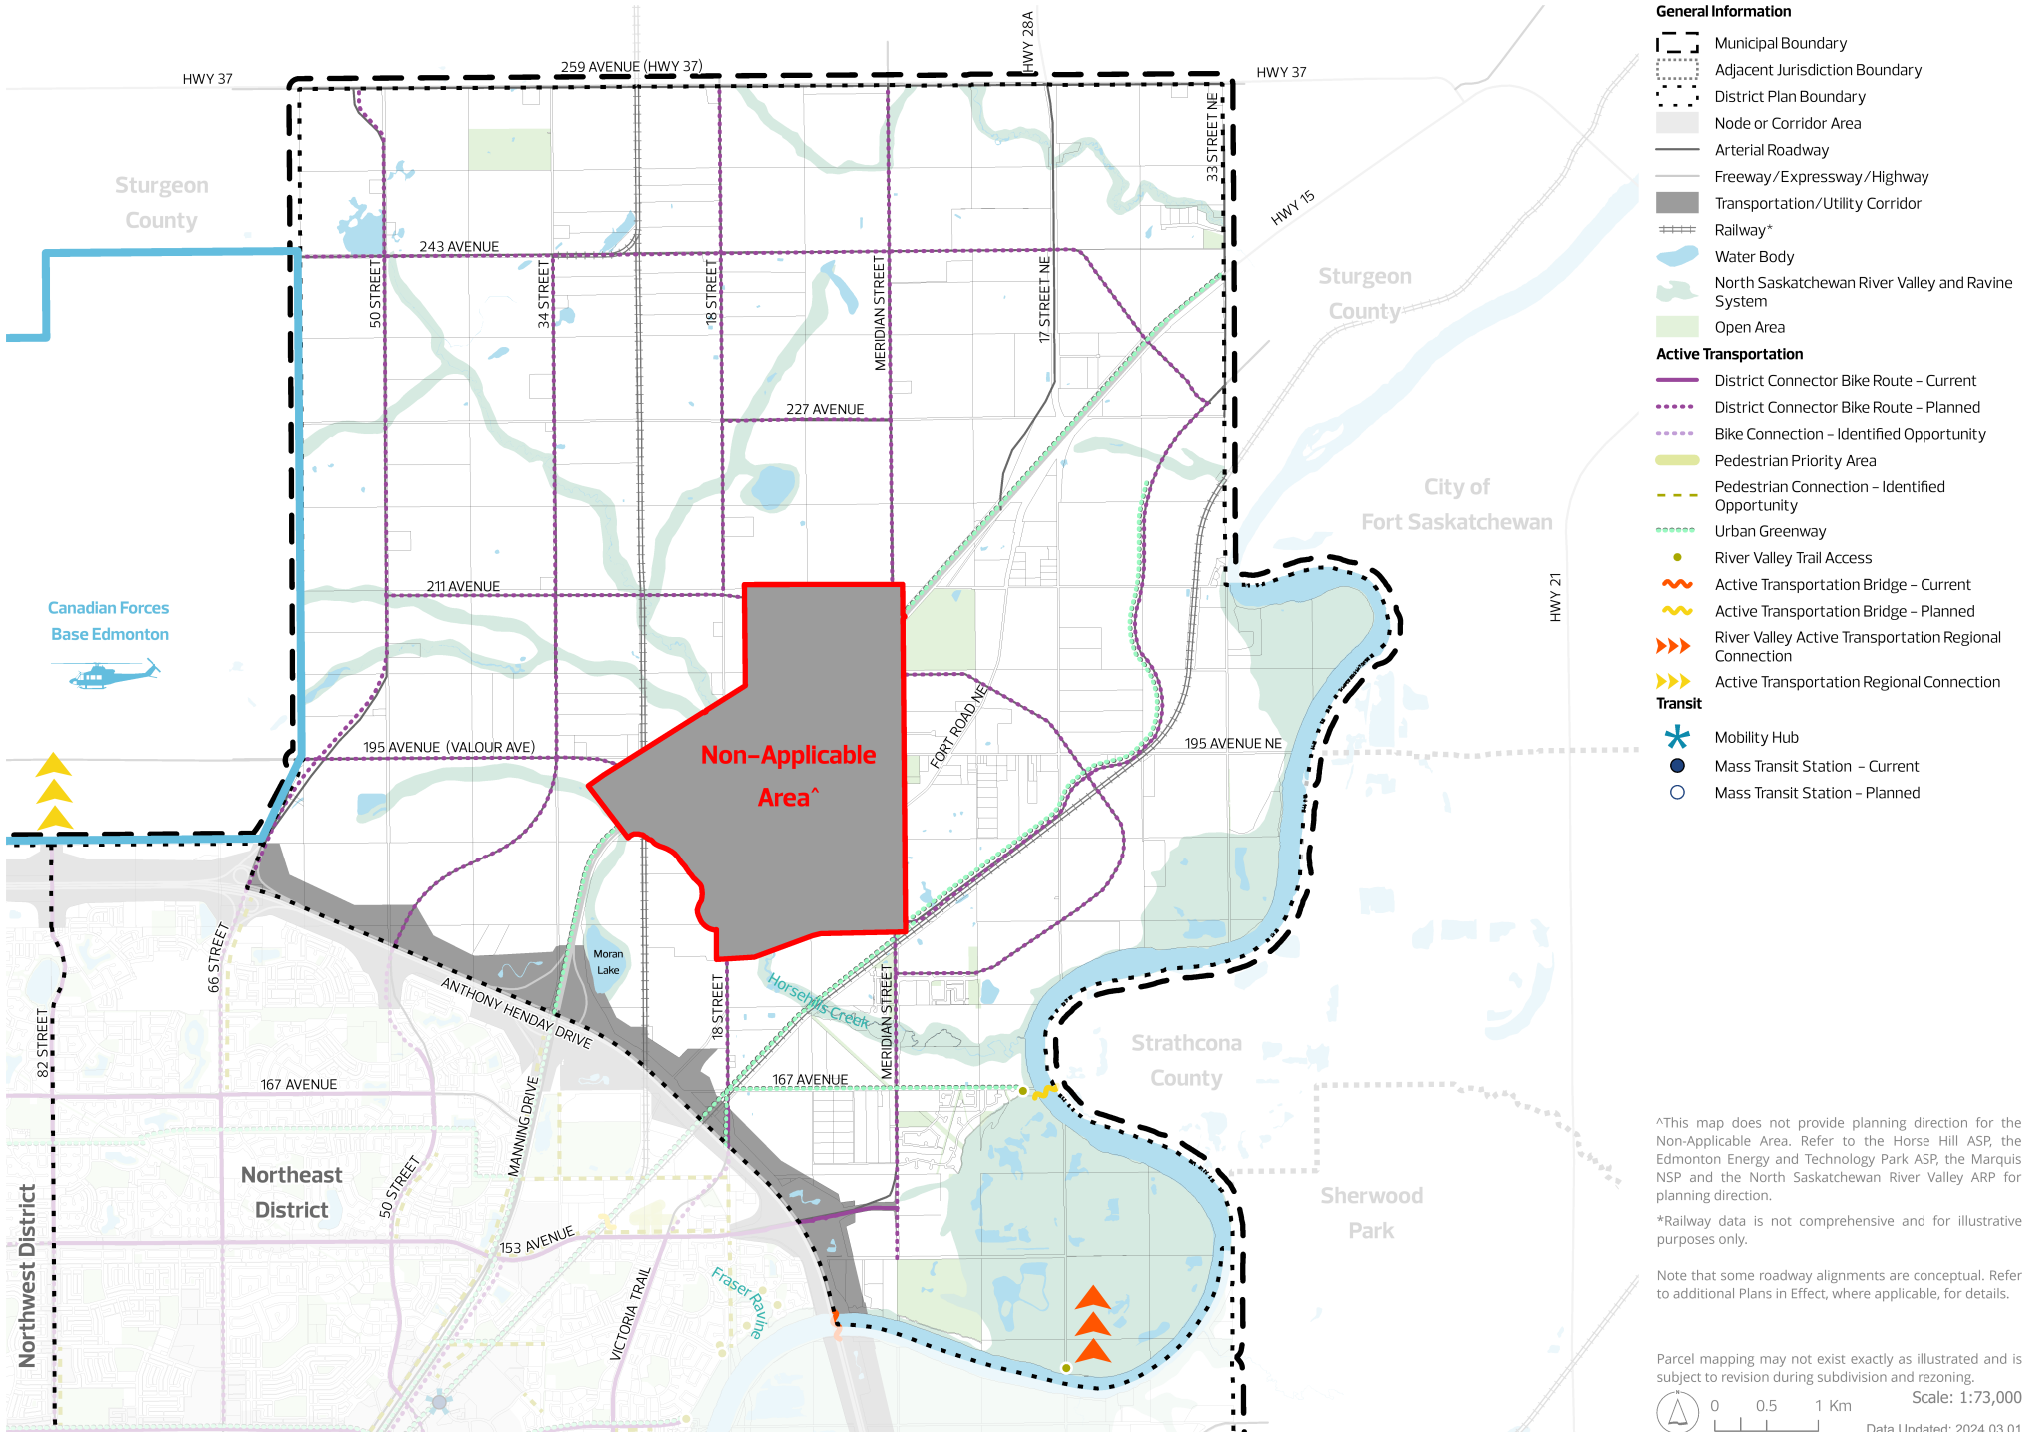 259 AVENUE (HWY 37)
HWY 37
HWY 28A
HWY 37
33 STREET NE
HWY 15
Sturgeon
County
243 AVENUE
50 STREET
34 STREET
18 STREET
MERIDIAN STREET
17 STREET NE
Sturgeon
County
227 AVENUE
City of
Fort Saskatchewan
211 AVENUE
HWY 21
Canadian Forces
Base Edmonton
FORT ROAD NE
195 AVENUE (VALOUR AVE)
195 AVENUE NE
Non-Applicable
Area^
66 STREET
Moran
Lake
ANTHONY HENDAY DRIVE
18 STREET
Horsehills Creek
MERIDIAN STREET
82 STREET
167 AVENUE
167 AVENUE
Strathcona
County
MANNING DRIVE
Northeast
District
50 STREET
Northwest District
153 AVENUE
VICTORIA TRAIL
Fraser Ravine
Sherwood
Park
General Information
Municipal Boundary
Adjacent Jurisdiction Boundary
District Plan Boundary
Node or Corridor Area
Arterial Roadway
Freeway/Expressway/Highway
Transportation/Utility Corridor
Railway*
Water Body
North Saskatchewan River Valley and Ravine
System
Open Area
Active Transportation
District Connector Bike Route - Current
District Connector Bike Route - Planned
Bike Connection - Identified Opportunity
Pedestrian Priority Area
Pedestrian Connection - Identified
Opportunity
Urban Greenway
River Valley Trail Access
Active Transportation Bridge - Current
Active Transportation Bridge - Planned
River Valley Active Transportation Regional
Connection
Active Transportation Regional Connection
Transit
Mobility Hub
Mass Transit Station - Current
Mass Transit Station - Planned
^This map does not provide planning direction for the
Non-Applicable Area. Refer to the Horse Hill ASP, the
Edmonton Energy and Technology Park ASP, the Marquis
NSP and the North Saskatchewan River Valley ARP for
planning direction.
*Railway data is not comprehensive and for illustrative
purposes only.
Note that some roadway alignments are conceptual. Refer
to additional Plans in Effect, where applicable, for details.
Parcel mapping may not exist exactly as illustrated and is
subject to revision during subdivision and rezoning.
N
0 0.5 1 Km
Scale: 1:73,000
Data Updated: 2024.03.01